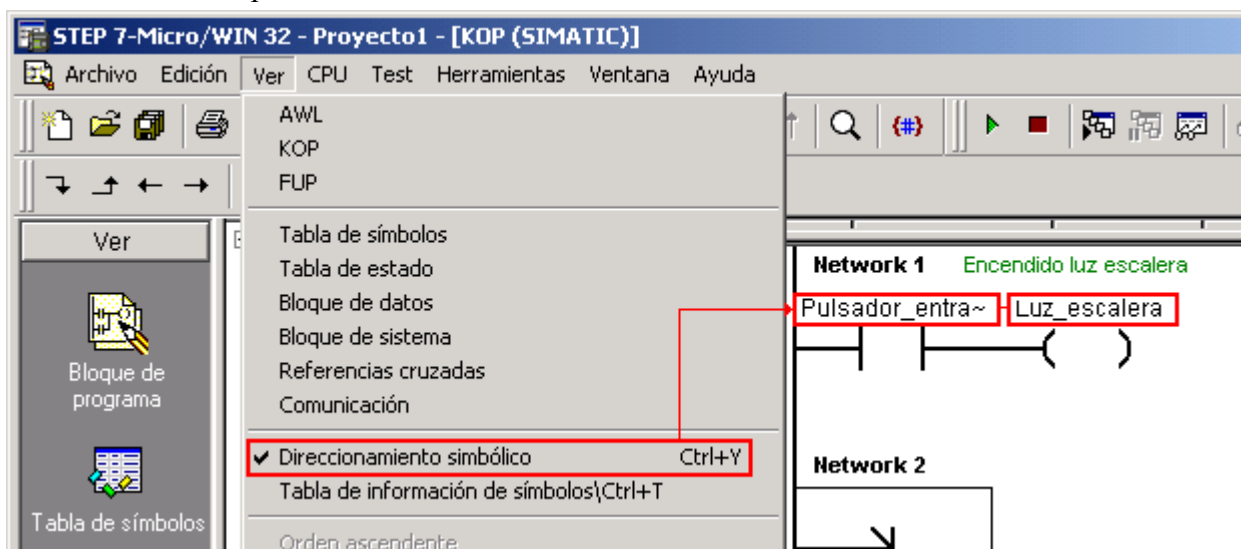 STEP 7-Micro/WIN 32 - Proyecto1 - [KOP (SIMATIC)]
Archivo Edición Ver CPU Test Herramientas Ventana Ayuda
AWL
KOP
FUP
Ver
Tabla de símbolos
Tabla de estado
Bloque de datos
Bloque de sistema
Referencias cruzadas
Comunicación
Direccionamiento simbólico Ctrl+Y
Tabla de información de símbolos\Ctrl+T
Orden ascendente
Bloque de
programa
Tabla de símbolos
Network 1 Encendido luz escalera
Pulsador_entra~ Luz_escalera
Network 2